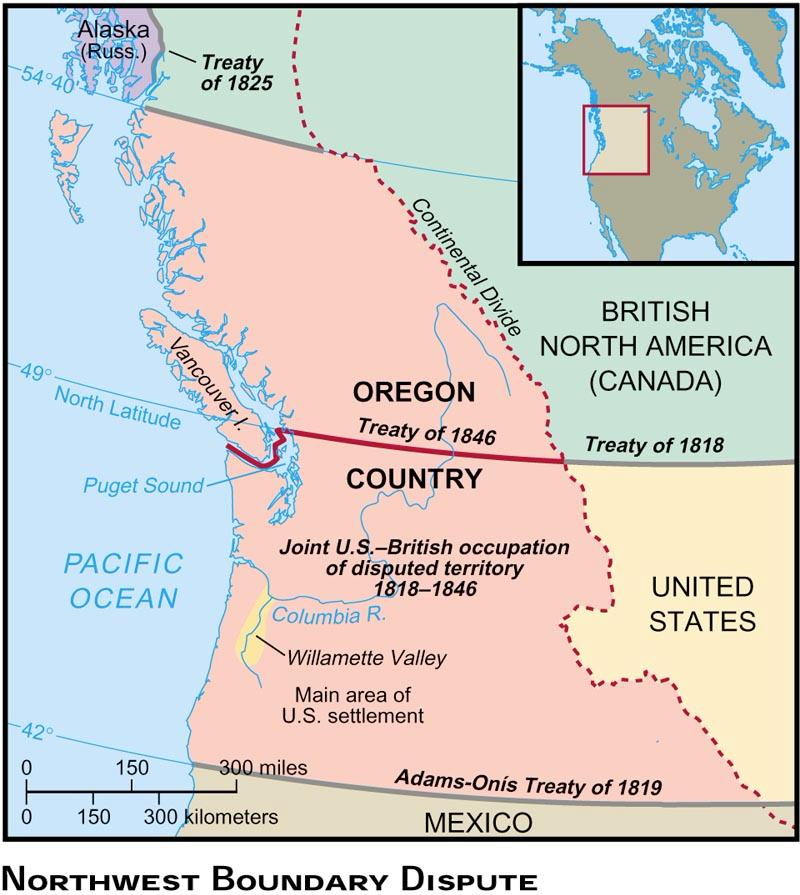 Alaska
(Russ.)
Treaty
of 1825
54°40'
Continental Divide
BRITISH
NORTH AMERICA
(CANADA)
49°
North Latitude
Vancouver I.
OREGON
Treaty of 1846
Treaty of 1818
COUNTRY
Puget Sound
Joint U.S.–British occupation
of disputed territory
1818–1846
PACIFIC
OCEAN
UNITED
STATES
Columbia R.
Willamette Valley
Main area of
U.S. settlement
42°
0 150 300 miles
0 150 300 kilometers
Adams-Onís Treaty of 1819
MEXICO
NORTHWEST BOUNDARY DISPUTE